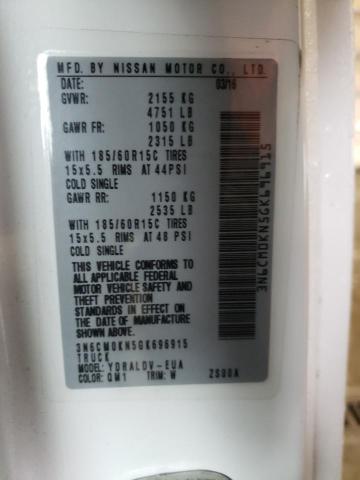 MFD. BY NISSAN MOTOR CO., LTD.
DATE: 03/16
GVWR: 2155 KG
4751 LB
GAWR FR: 1050 KG
2315 LB
WITH 185/60R15C TIRES
15x5.5 RIMS AT 44PSI
COLD SINGLE
GAWR RR: 1150 KG
2535 LB
WITH 185/60R15C TIRES
15x5.5 RIMS AT 48 PSI
COLD SINGLE
THIS VEHICLE CONFORMS TO
ALL APPLICABLE FEDERAL
MOTOR VEHICLE SAFETY AND
THEFT PREVENTION
STANDARDS IN EFFECT ON
THE DATE OF MANUFACTURE
SHOWN ABOVE.
3N6CM0KN5GK696915
TRUCK
MODEL: YDRALDV-EUA
COLOR: QM1 TRIM: W 2S00A
3N6CM0KN5GK696915